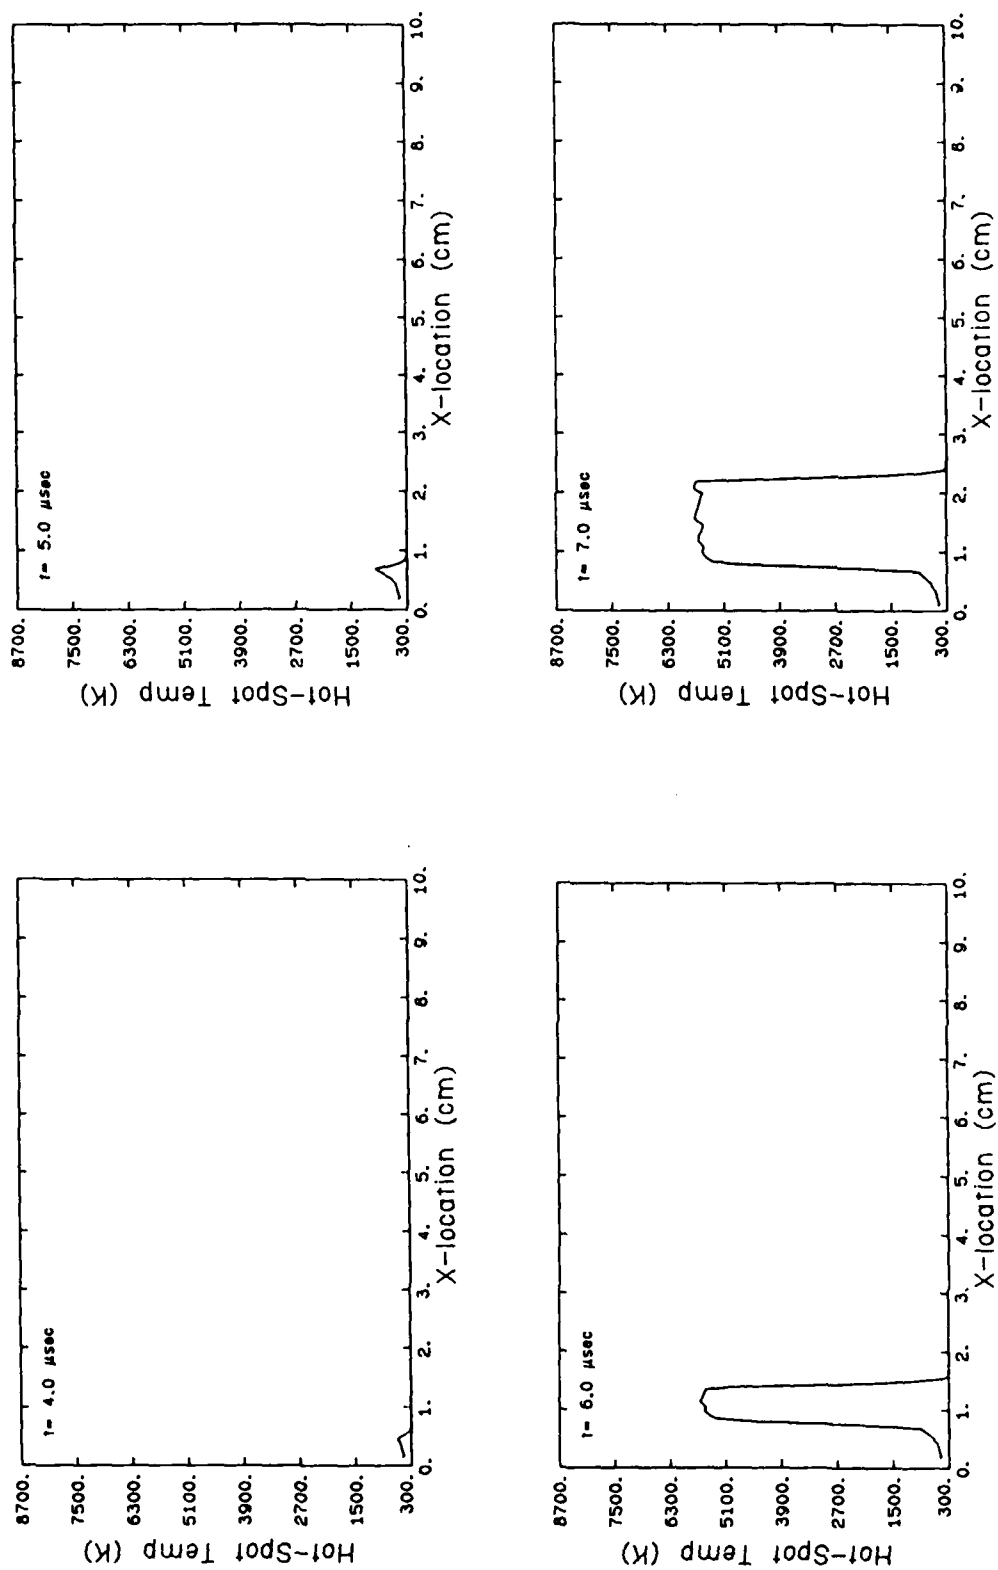 t= 4.0 μsec
8700.
7500.
6300.
5100.
3900.
2700.
1500.
300.
Hot-Spot Temp (K)
0. 1. 2. 3. 4. 5. 6. 7. 8. 9. 10.
X-location (cm)
t= 5.0 μsec
8700.
7500.
6300.
5100.
3900.
2700.
1500.
300.
Hot-Spot Temp (K)
0. 1. 2. 3. 4. 5. 6. 7. 8. 9. 10.
X-location (cm)
t= 6.0 μsec
8700.
7500.
6300.
5100.
3900.
2700.
1500.
300.
Hot-Spot Temp (K)
0. 1. 2. 3. 4. 5. 6. 7. 8. 9. 10.
X-location (cm)
t= 7.0 μsec
8700.
7500.
6300.
5100.
3900.
2700.
1500.
300.
Hot-Spot Temp (K)
0. 1. 2. 3. 4. 5. 6. 7. 8. 9. 10.
X-location (cm)